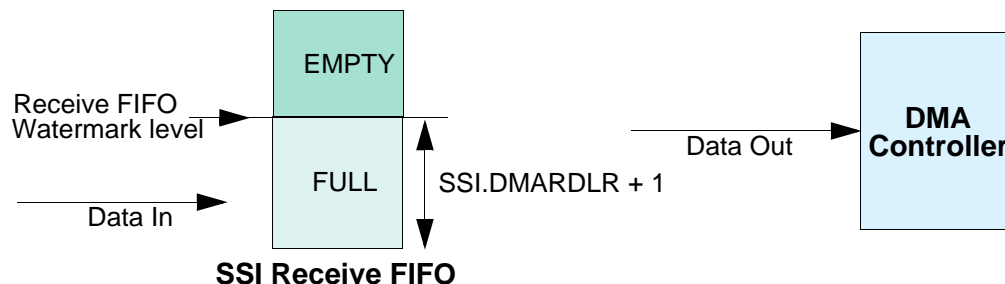 EMPTY
Receive FIFO
Watermark level
FULL
SSI.DMARDLR + 1
Data In
SSI Receive FIFO
Data Out
DMA
Controller